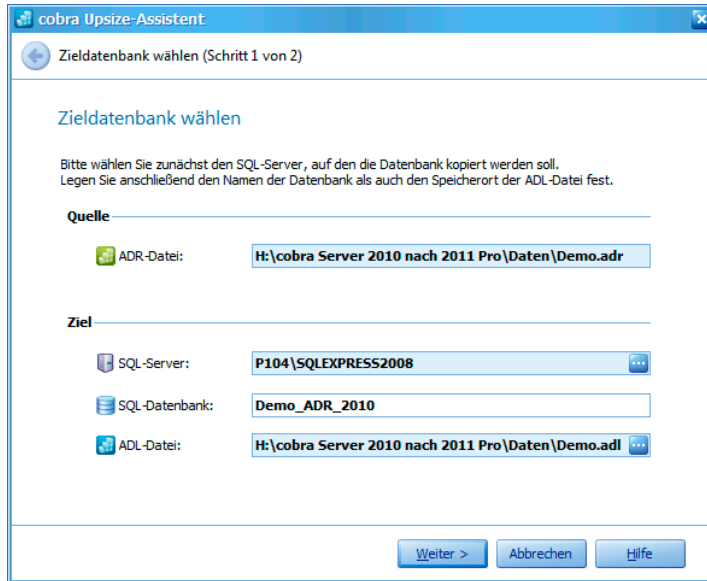 cobra Upsize-Assistent
Zieldatenbank wählen (Schritt 1 von 2)
Zieldatenbank wählen
Bitte wählen Sie zunächst den SQL-Server, auf den die Datenbank kopiert werden soll.
Legen Sie anschließend den Namen der Datenbank als auch den Speicherort der ADL-Datei fest.
Quelle
ADR-Datei: H:\cobra Server 2010 nach 2011 Pro\Daten\Demo.adr
Ziel
SQL-Server: P104\SQLEXPRESS2008 ...
SQL-Datenbank: Demo_ADR_2010
ADL-Datei: H:\cobra Server 2010 nach 2011 Pro\Daten\Demo.adl ...
Weiter > Abbrechen Hilfe